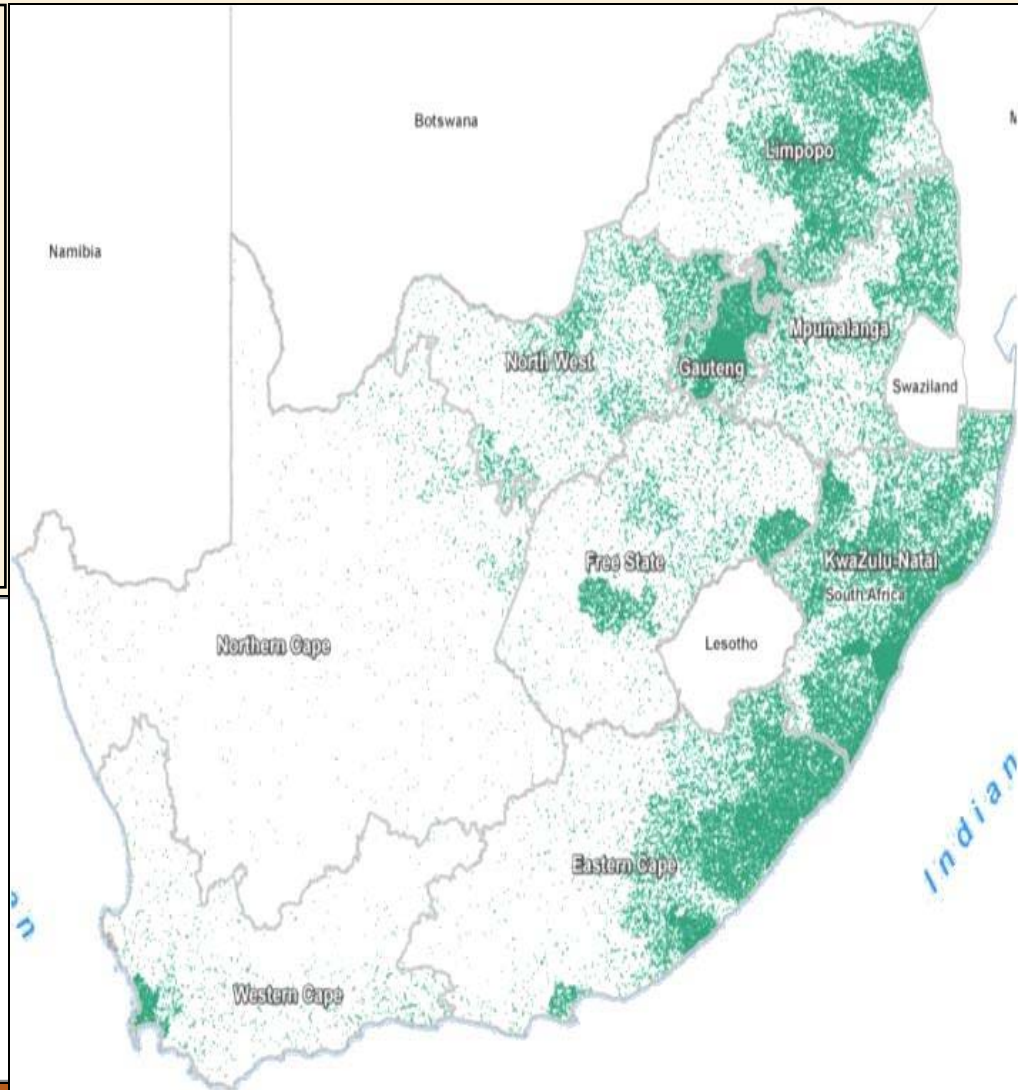 Botswana
M
Limpopo
Namibia
Mpumalanga
North West
Gauteng
Swaziland
Free State
KwaZulu-Natal
South Africa
Northern Cape
Lesotho
Indian
Eastern Cape
an
Western Cape